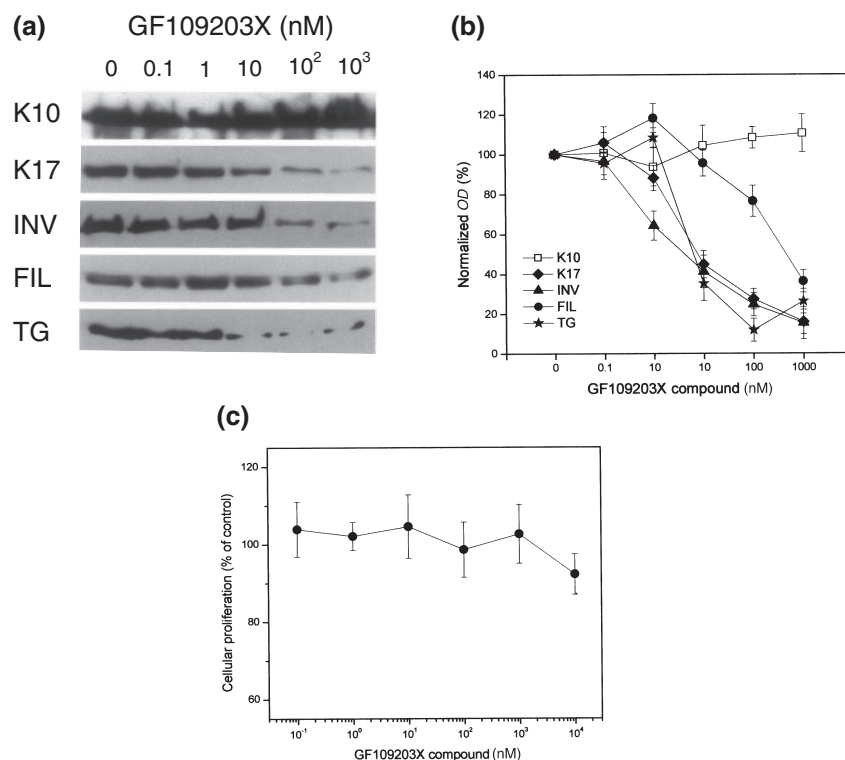 (a)
GF109203X (nM)
0 0.1 1 10 10² 10³
K10
K17
INV
FIL
TG
(b)
140
120
100
80
60
40
20
0
Normalized OD (%)
K10
K17
INV
FIL
TG
0 0.1 10 10 100 1000
GF109203X compound (nM)
(c)
120
100
80
60
Cellular proliferation (% of control)
10⁻¹ 10⁰ 10¹ 10² 10³ 10⁴
GF109203X compound (nM)